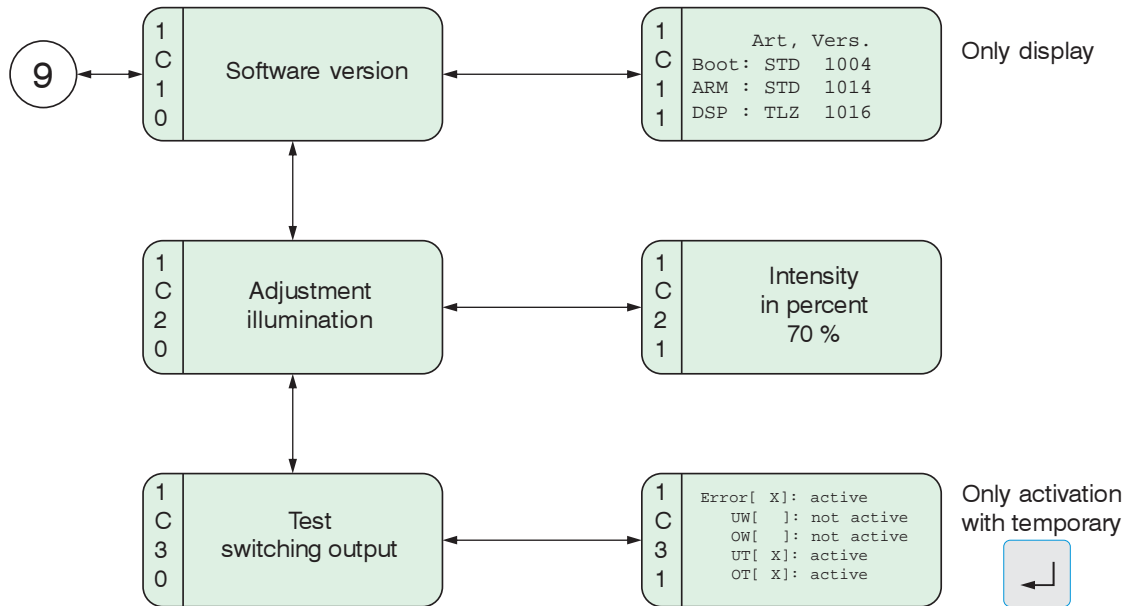 9
1
C
1
0
Software version
1
C
1
1
Art, Vers.
Boot: STD 1004
ARM : STD 1014
DSP : TLZ 1016
Only display
1
C
2
0
Adjustment
illumination
1
C
2
1
Intensity
in percent
70 %
1
C
3
0
Test
switching output
1
C
3
1
Error[ X]: active
UW[  ]: not active
OW[  ]: not active
UT[ X]: active
OT[ X]: active
Only activation
with temporary